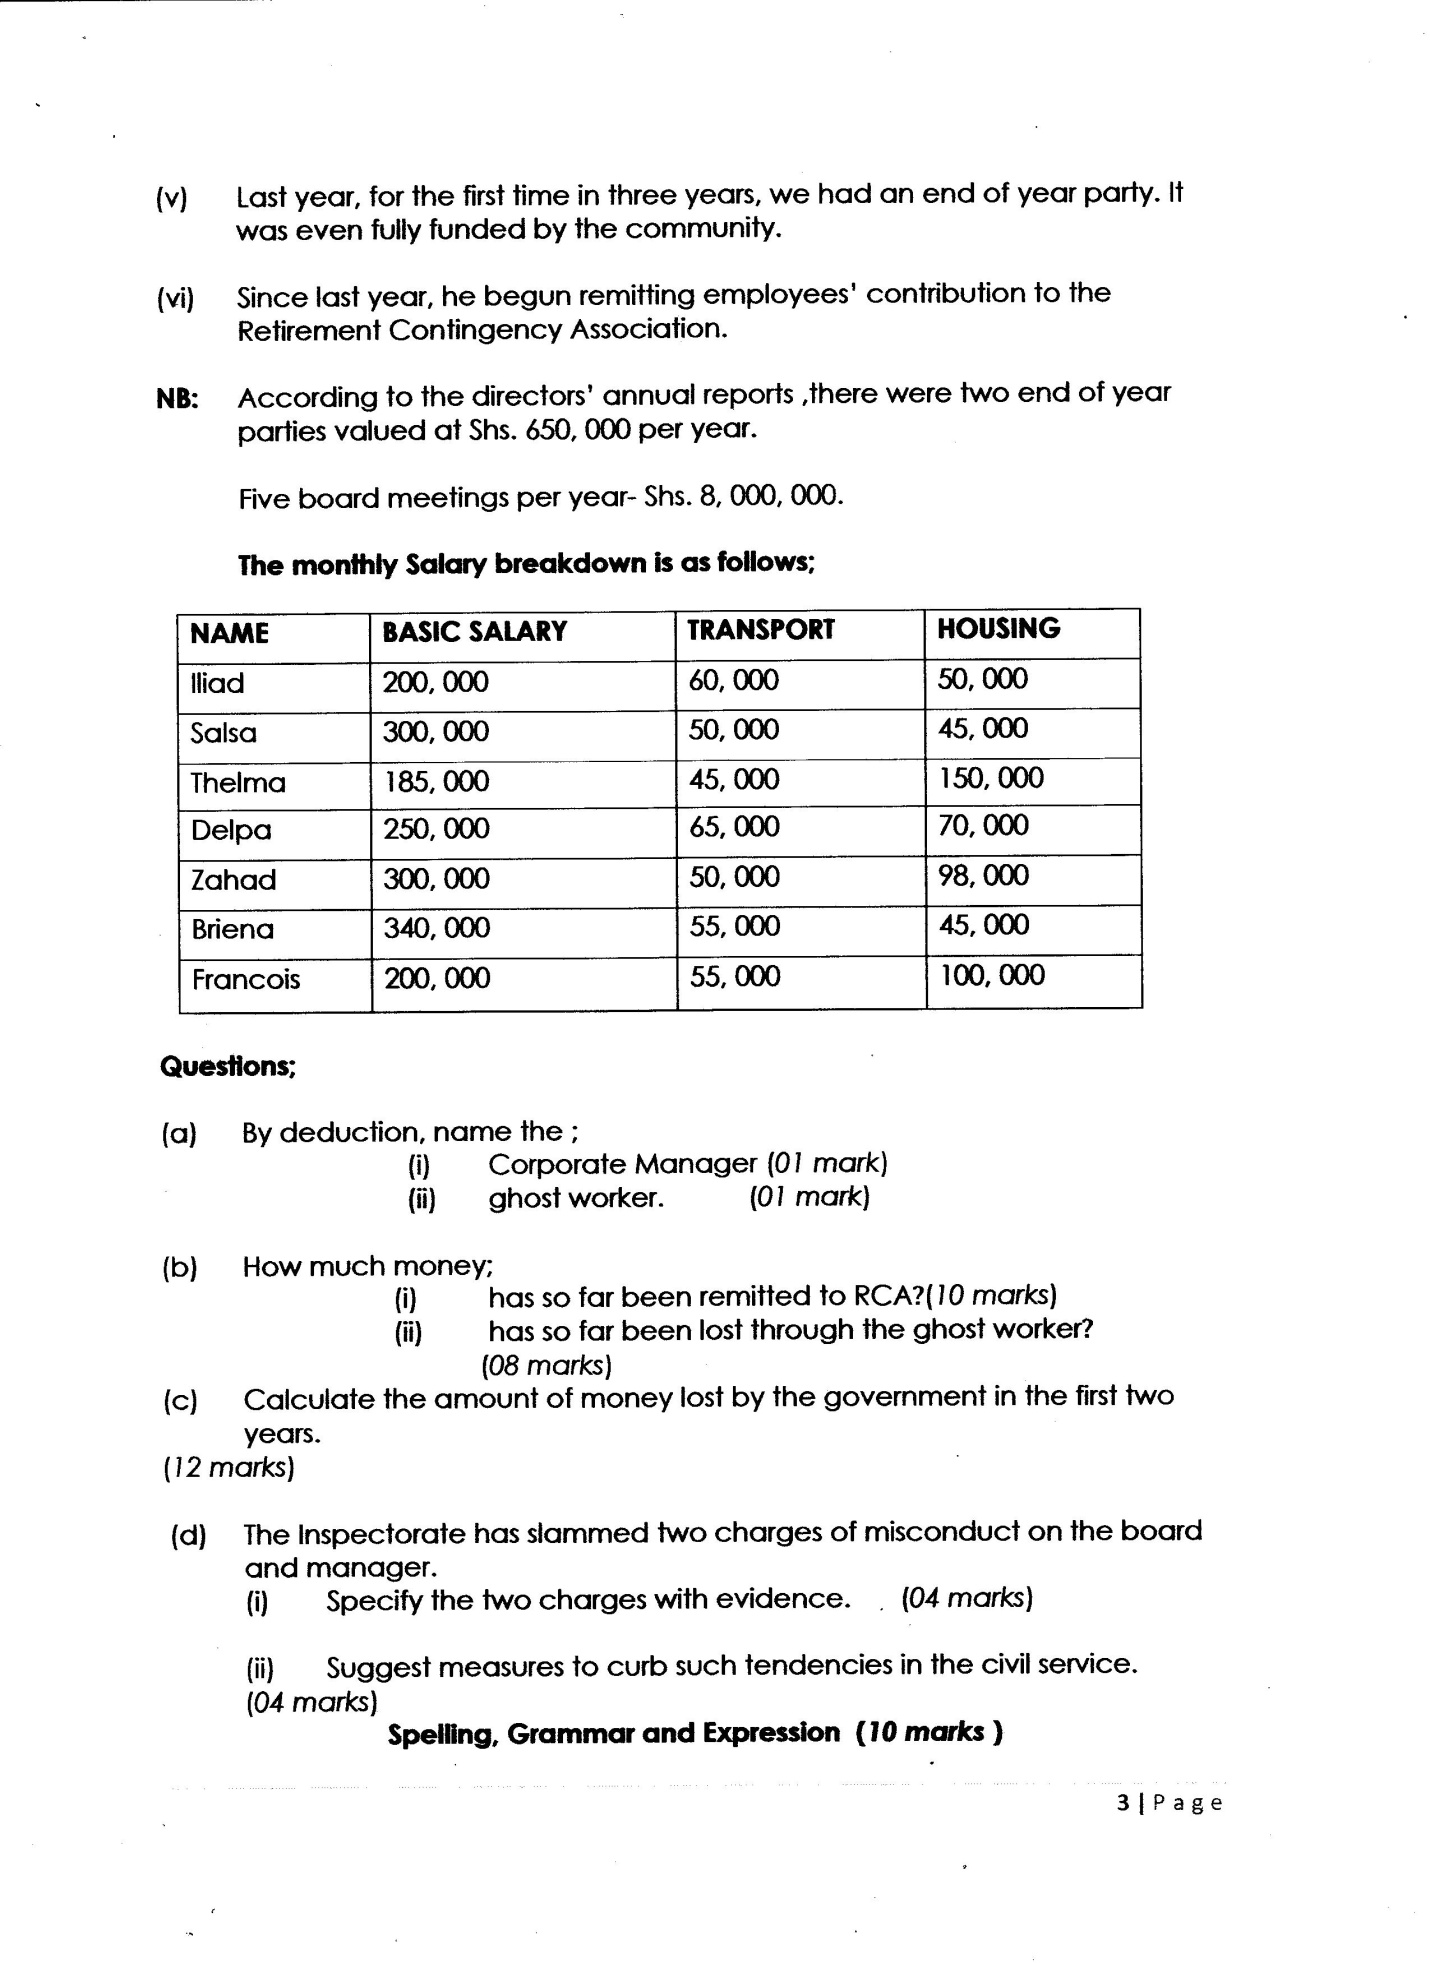 (v) Last year, for the first time in three years, we had an end of year party. It
was even fully funded by the community.
(vi) Since last year, he begun remitting employees' contribution to the
Retirement Contingency Association.
NB: According to the directors' annual reports ,there were two end of year
parties valued at Shs. 650, 000 per year.
Five board meetings per year- Shs. 8, 000, 000.
The monthly Salary breakdown is as follows;
NAME BASIC SALARY TRANSPORT HOUSING
Iliad 200, 000 60, 000 50, 000
Salsa 300, 000 50, 000 45, 000
Thelma 185, 000 45, 000 150, 000
Delpa 250, 000 65, 000 70, 000
Zahad 300, 000 50, 000 98, 000
Briena 340, 000 55, 000 45, 000
Francois 200, 000 55, 000 100, 000
Questions;
(a) By deduction, name the ;
(i) Corporate Manager (01 mark)
(ii) ghost worker. (01 mark)
(b) How much money;
(i) has so far been remitted to RCA?(10 marks)
(ii) has so far been lost through the ghost worker?
(08 marks)
(c) Calculate the amount of money lost by the government in the first two
years.
(12 marks)
(d) The Inspectorate has slammed two charges of misconduct on the board
and manager.
(i) Specify the two charges with evidence. (04 marks)
(ii) Suggest measures to curb such tendencies in the civil service.
(04 marks)
Spelling, Grammar and Expression (10 marks )
3 | P a g e